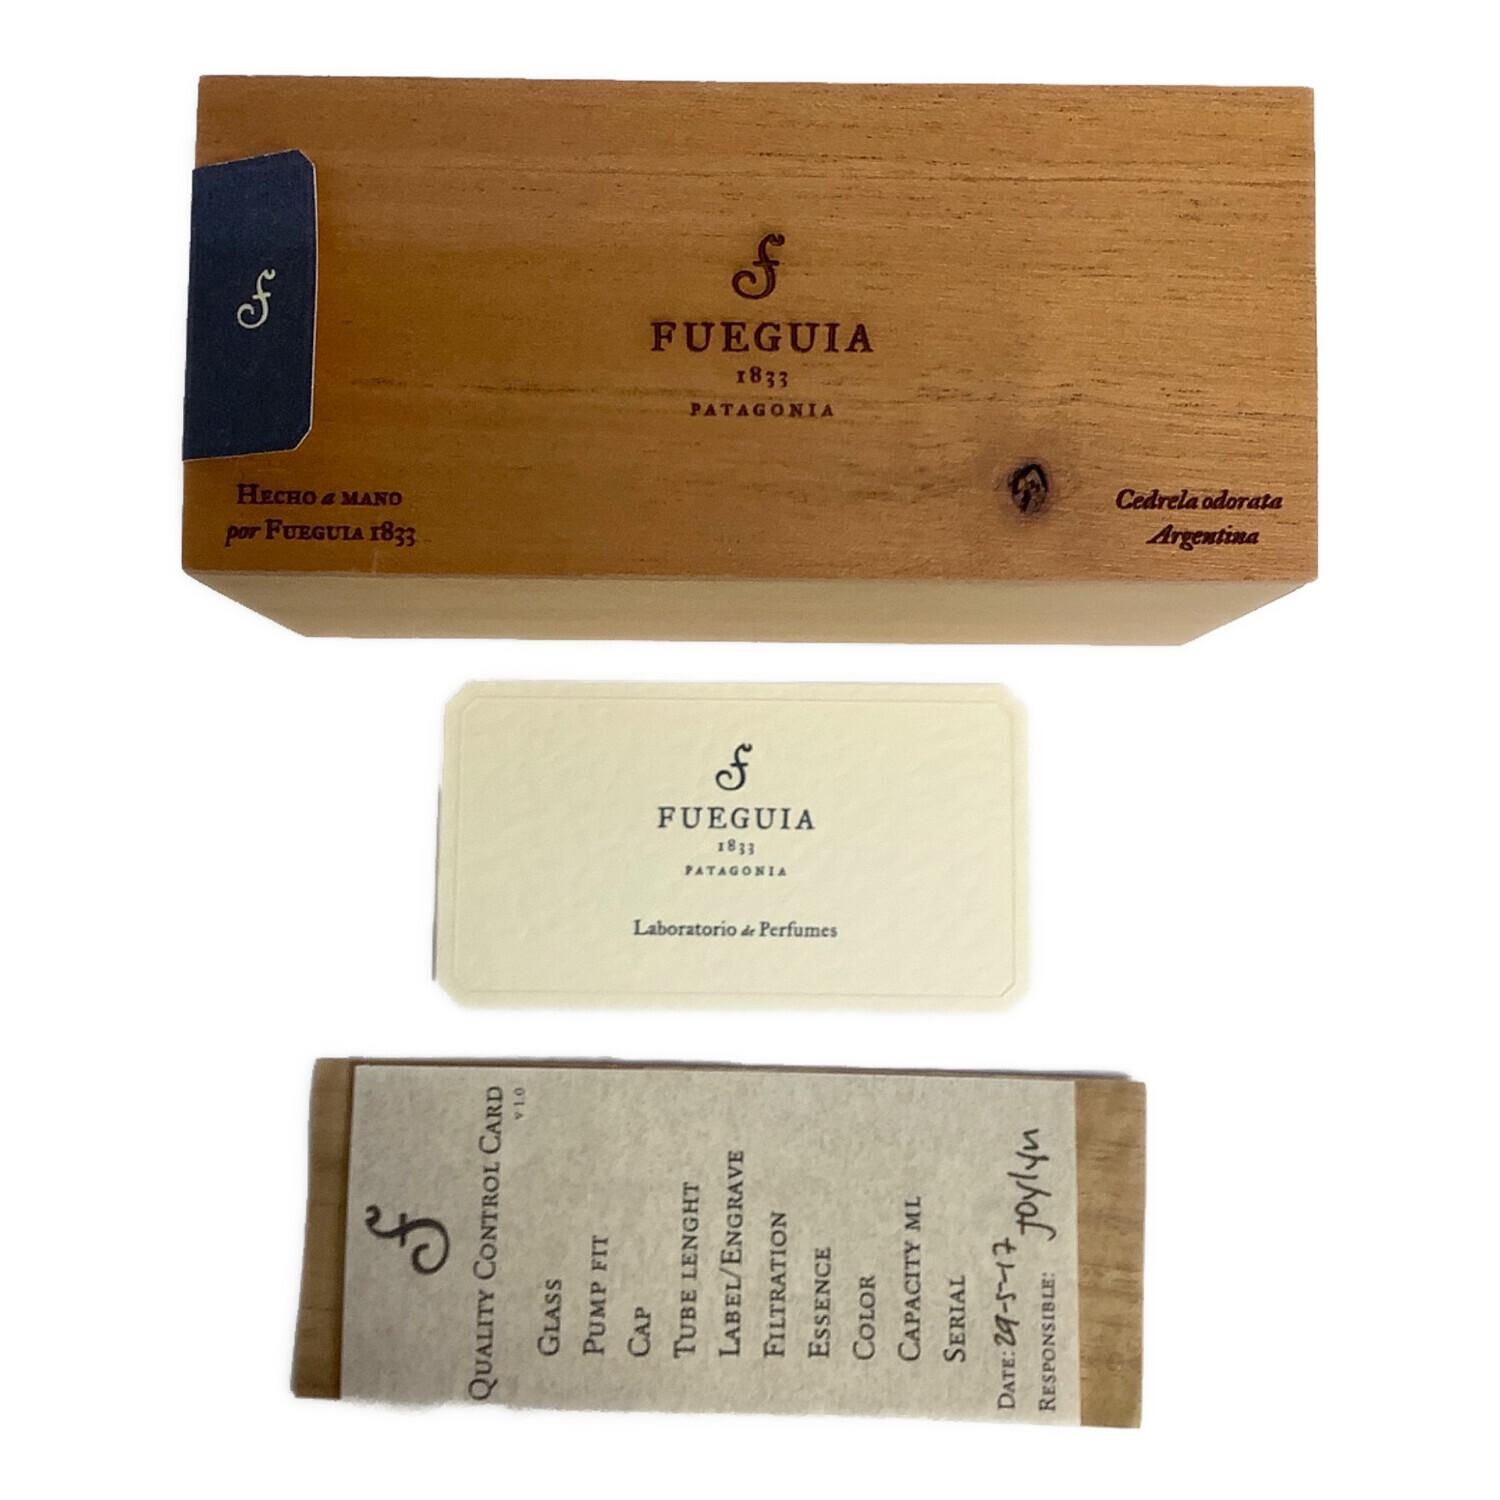 f
f
FUEGUIA
1833
PATAGONIA
HECHO a MANO
por FUEGUIA 1833
Cedrela odorata
Argentina
f
FUEGUIA
1833
PATAGONIA
Laboratorio de Perfumes
f
QUALITY CONTROL CARD
v 1.0
GLASS
PUMP FIT
CAP
TUBE LENGHT
LABEL/ENGRAVE
FILTRATION
ESSENCE
COLOR
CAPACITY ML
SERIAL
DATE: 29-5-17
RESPONSIBLE: Joylyn